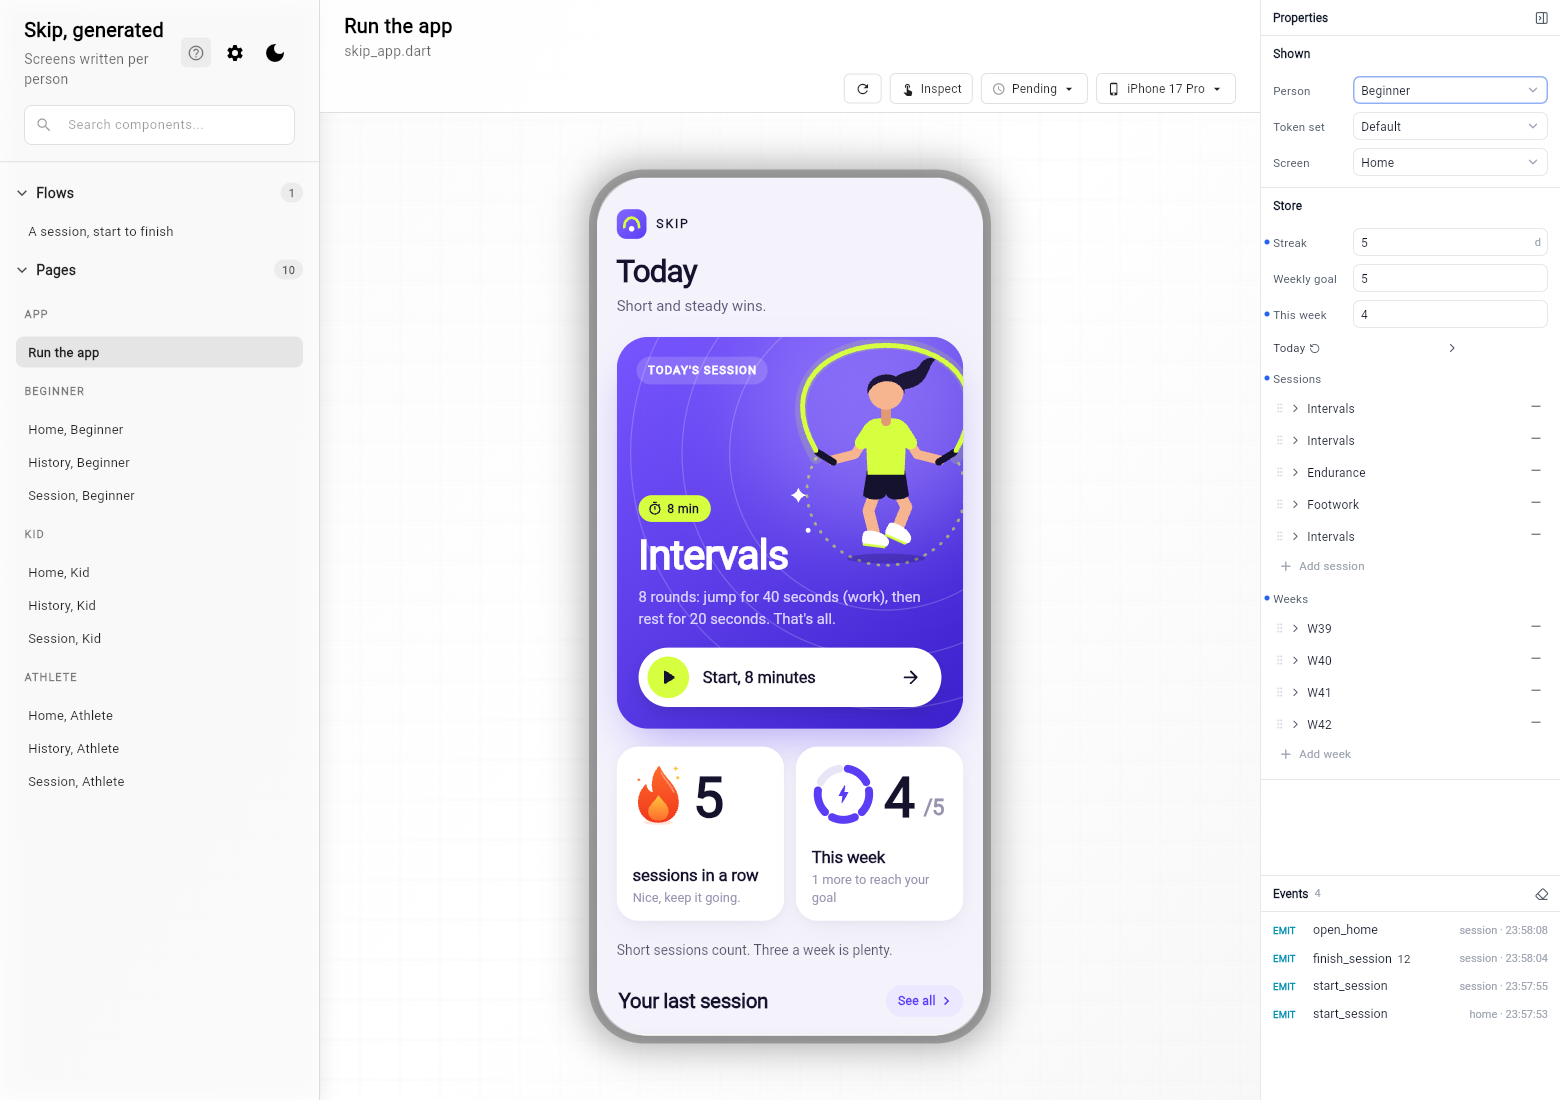 Skip, generated
Screens written per
person
Search components...
Flows
1
A session, start to finish
Pages
10
APP
Run the app
BEGINNER
Home, Beginner
History, Beginner
Session, Beginner
KID
Home, Kid
History, Kid
Session, Kid
ATHLETE
Home, Athlete
History, Athlete
Session, Athlete
Run the app
skip_app.dart
Inspect
Pending
iPhone 17 Pro
SKIP
Today
Short and steady wins.
TODAY'S SESSION
8 min
Intervals
8 rounds: jump for 40 seconds (work), then
rest for 20 seconds. That's all.
Start, 8 minutes
5
sessions in a row
Nice, keep it going.
4 /5
This week
1 more to reach your
goal
Short sessions count. Three a week is plenty.
Your last session
See all
Properties
Shown
Person Beginner
Token set Default
Screen Home
Store
Streak 5 d
Weekly goal 5
This week 4
Today
Sessions
Intervals
Intervals
Endurance
Footwork
Intervals
Add session
Weeks
W39
W40
W41
W42
Add week
Events 4
EMIT open_home session · 23:58:08
EMIT finish_session 12 session · 23:58:04
EMIT start_session session · 23:57:55
EMIT start_session home · 23:57:53